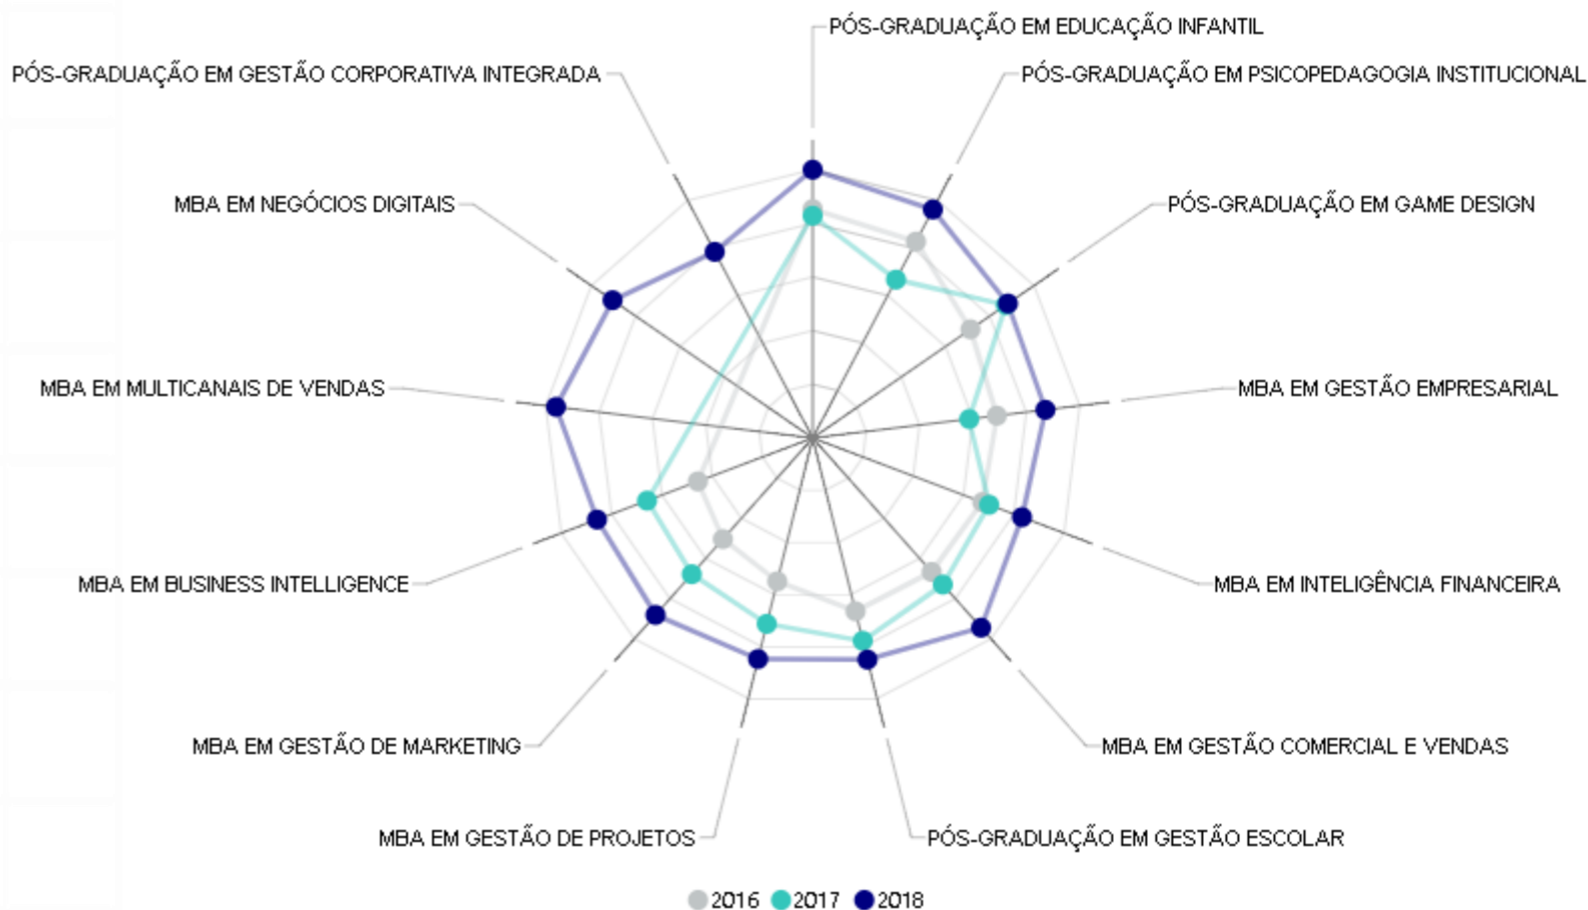 PÓS-GRADUAÇÃO EM EDUCAÇÃO INFANTIL
PÓS-GRADUAÇÃO EM GESTÃO CORPORATIVA INTEGRADA
PÓS-GRADUAÇÃO EM PSICOPEDAGOGIA INSTITUCIONAL
MBA EM NEGÓCIOS DIGITAIS
PÓS-GRADUAÇÃO EM GAME DESIGN
MBA EM MULTICANAIS DE VENDAS
MBA EM GESTÃO EMPRESARIAL
MBA EM BUSINESS INTELLIGENCE
MBA EM INTELIGÊNCIA FINANCEIRA
MBA EM GESTÃO DE MARKETING
MBA EM GESTÃO COMERCIAL E VENDAS
MBA EM GESTÃO DE PROJETOS
PÓS-GRADUAÇÃO EM GESTÃO ESCOLAR
2016 2017 2018